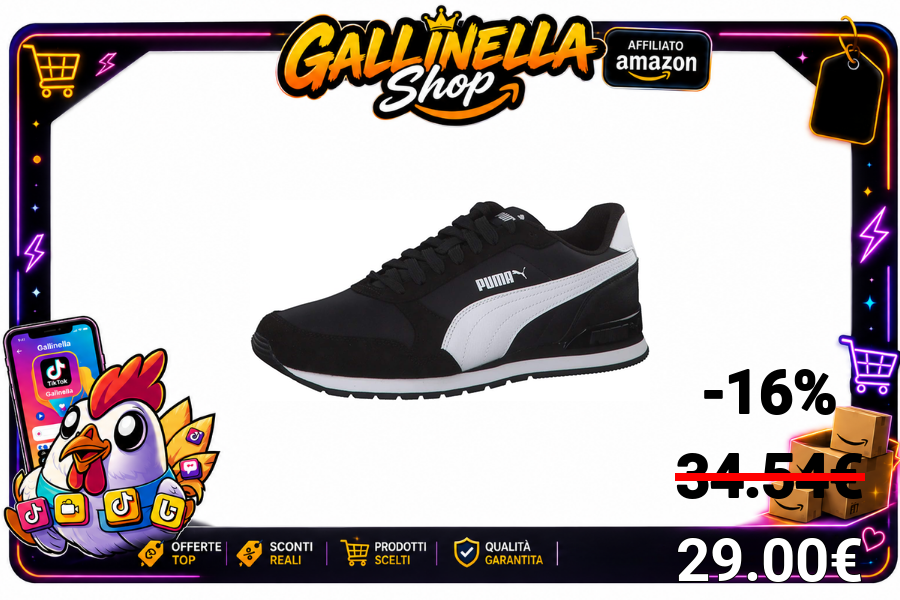 GALLINELLA
Shop
AFFILIATO
amazon
PUMA
Gallinella
TikTok
Gallinella
-16%
34.54€
29.00€
OFFERTE
TOP
SCONTI
REALI
PRODOTTI
SCELTI
QUALITÀ
GARANTITA